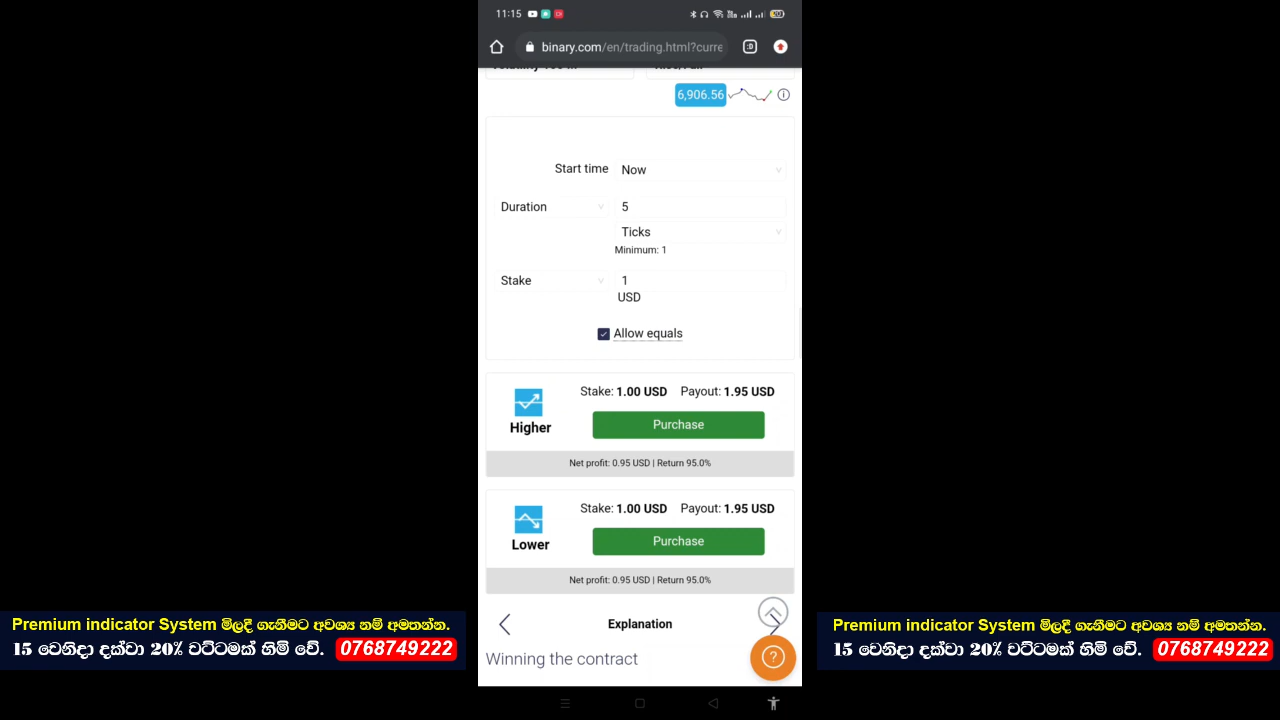 11:15
binary.com/en/trading.html?curre
:D
6,906.56
Start time Now
Duration 5
Ticks
Minimum: 1
Stake 1
USD
Allow equals
Stake: 1.00 USD Payout: 1.95 USD
Higher Purchase
Net profit: 0.95 USD | Return 95.0%
Stake: 1.00 USD Payout: 1.95 USD
Lower Purchase
Net profit: 0.95 USD | Return 95.0%
Explanation
Winning the contract
Premium indicator System මිලදී ගැනීමට අවශ්‍ය නම් අමතන්න.
15 වෙනිදා දක්වා 20% වට්ටමක් හිමි වේ. 0768749222
Premium indicator System මිලදී ගැනීමට අවශ්‍ය නම් අමතන්න.
15 වෙනිදා දක්වා 20% වට්ටමක් හිමි වේ. 0768749222